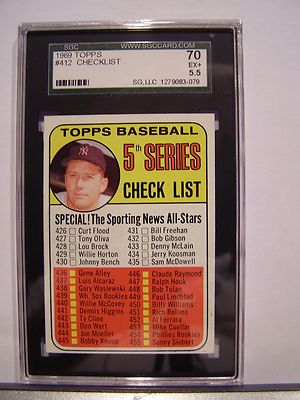 SGC WWW.SGCCARD.COM
1969 TOPPS
#412 CHECKLIST
70
EX+
5.5
SG, LLC 1279083-079
TOPPS BASEBALL
5th SERIES
CHECK LIST
SPECIAL! The Sporting News All-Stars
426 Curt Flood 431 Bill Freehan
427 Tony Oliva 432 Bob Gibson
428 Lou Brock 433 Denny McLain
429 Willie Horton 434 Jerry Koosman
430 Johnny Bench 435 Sam McDowell
436 Gene Alley 446 Claude Raymond
437 Luis Alcaraz 447 Ralph Houk
438 Gary Waslewski 448 Bob Tolan
439 Wh. Sox Rookies 449 Paul Lindblad
440 Willie McCovey 450 Billy Williams
441 Dennis Higgins 451 Rich Rollins
442 Ty Cline 452 Al Ferrara
443 Don Wert 453 Mike Cuellar
444 Joe Moeller 454 Phillies Rookies
445 Bobby Knoop 455 Sonny Siebert